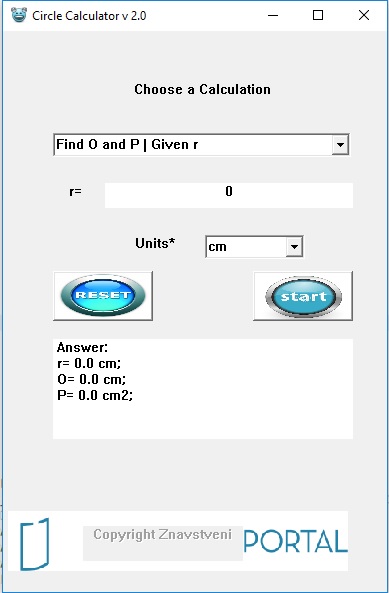 Circle Calculator v 2.0
Choose a Calculation
Find O and P | Given r
r= 0
Units* cm
RESET start
Answer:
r= 0.0 cm;
O= 0.0 cm;
P= 0.0 cm2;
Copyright Znavstveni PORTAL